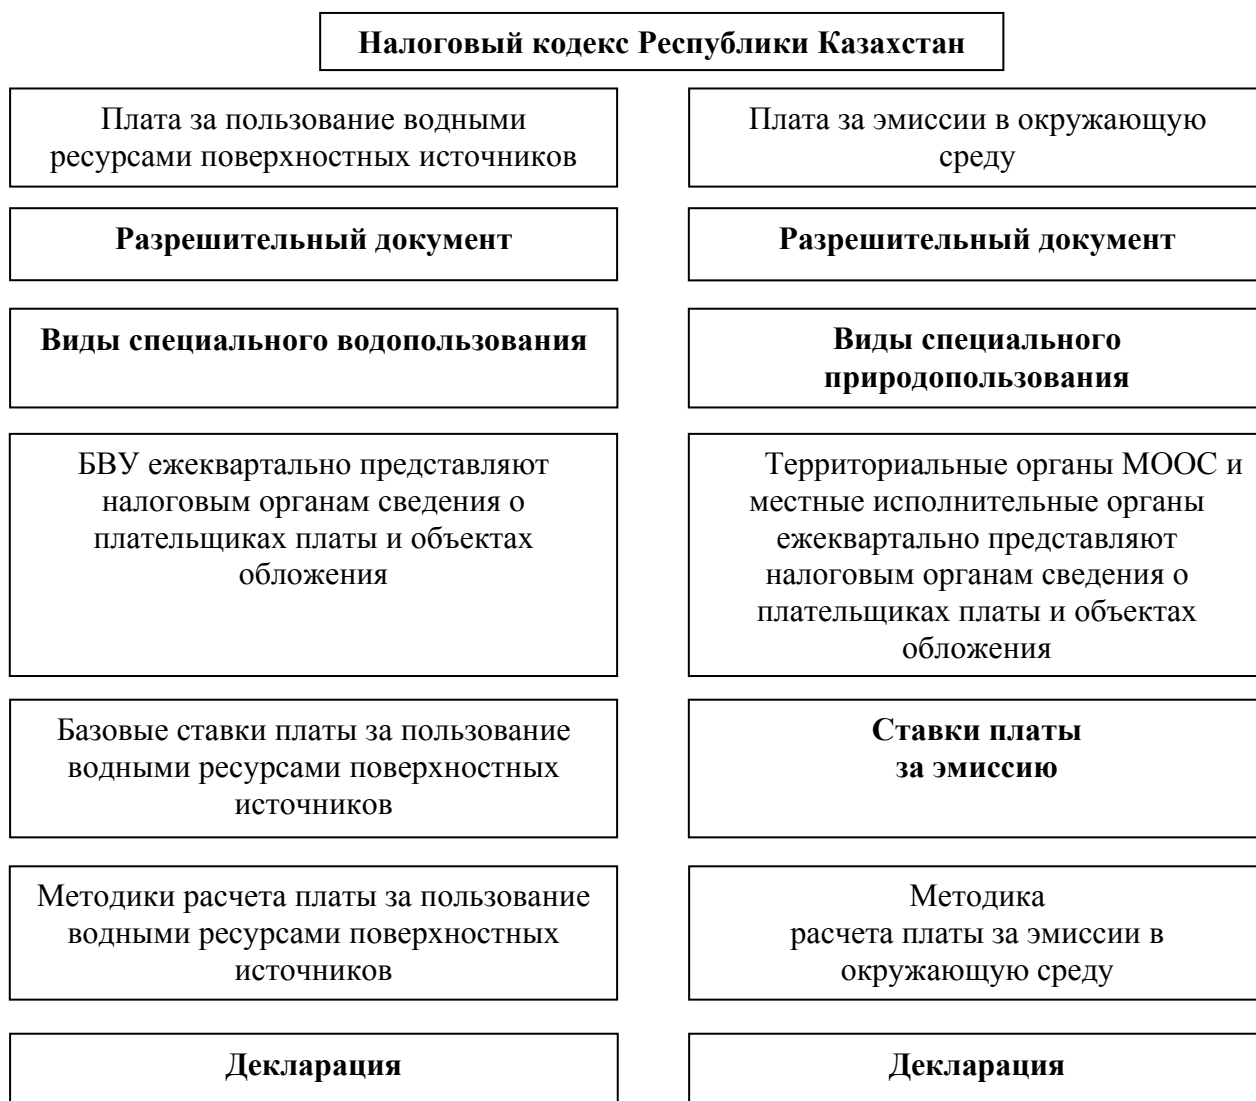 Налоговый кодекс Республики Казахстан
Плата за пользование водными
ресурсами поверхностных источников
Плата за эмиссии в окружающую
среду
Разрешительный документ
Разрешительный документ
Виды специального водопользования
Виды специального
природопользования
БВУ ежеквартально представляют
налоговым органам сведения о
плательщиках платы и объектах
обложения
Территориальные органы МООС и
местные исполнительные органы
ежеквартально представляют
налоговым органам сведения о
плательщиках платы и объектах
обложения
Базовые ставки платы за пользование
водными ресурсами поверхностных
источников
Ставки платы
за эмиссию
Методики расчета платы за пользование
водными ресурсами поверхностных
источников
Методика
расчета платы за эмиссии в
окружающую среду
Декларация
Декларация